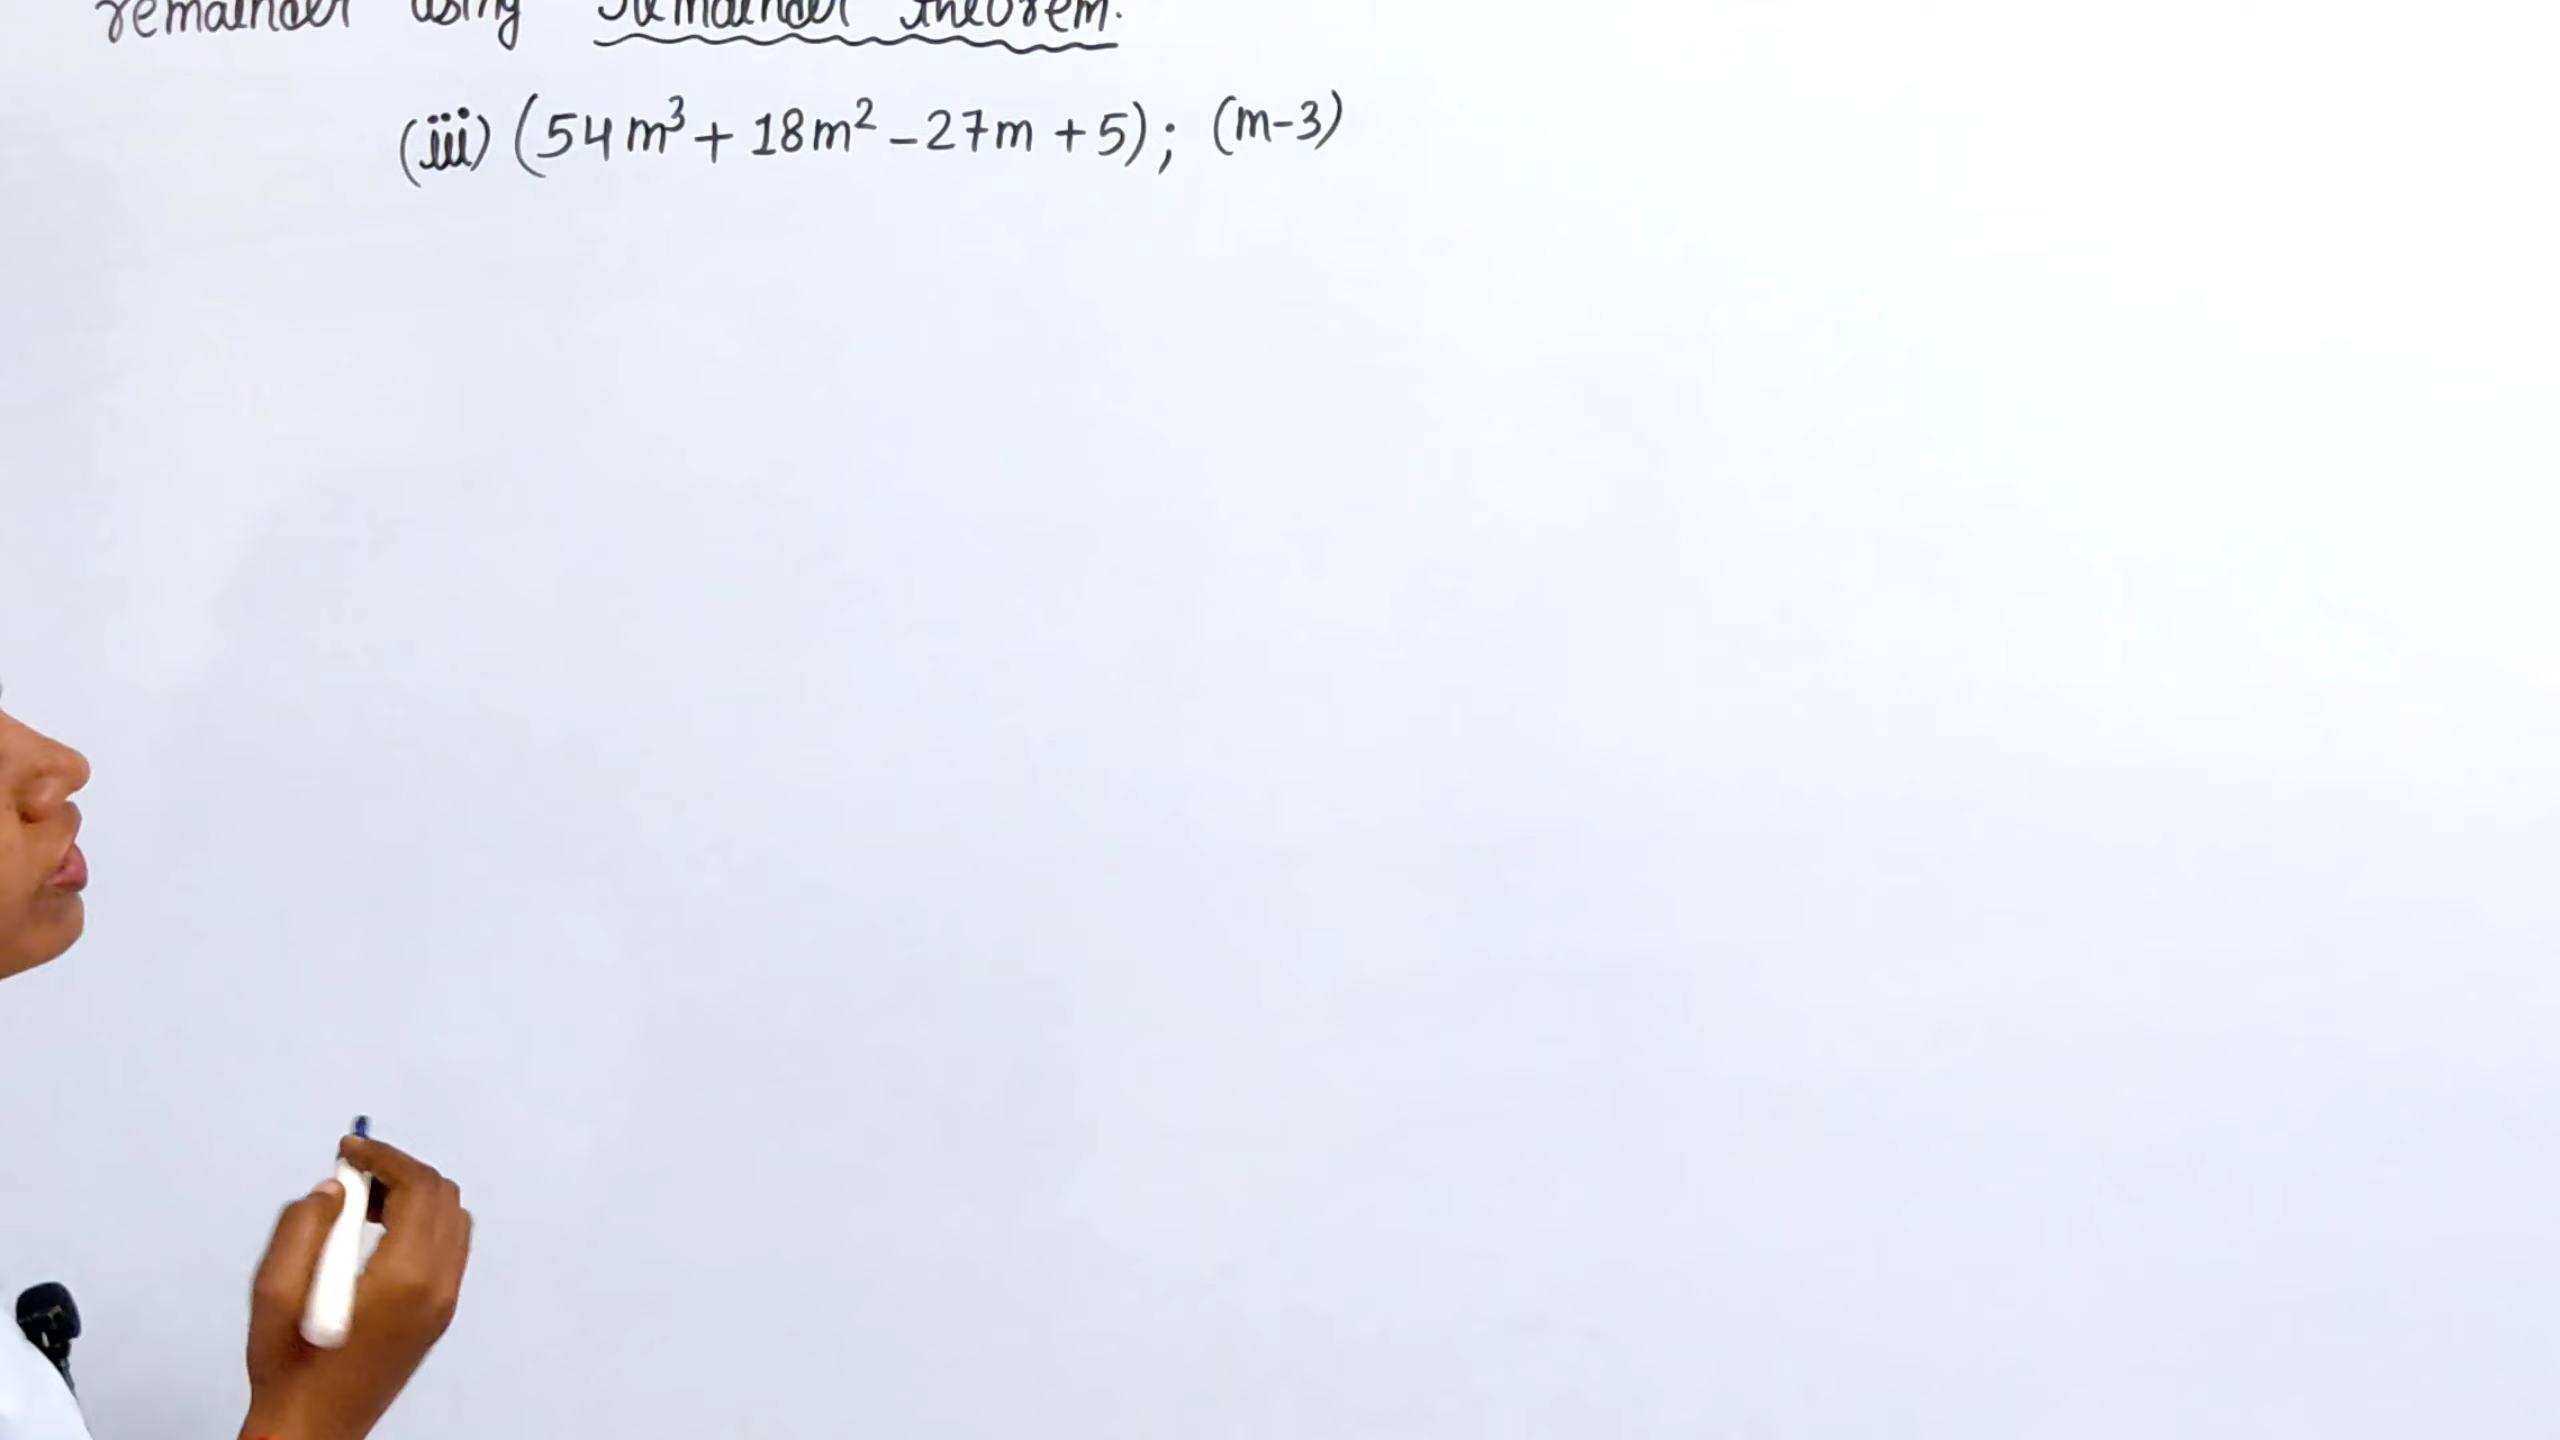 remainder using remainder theorem.
(iii) (54m³ + 18m² - 27m + 5); (m-3)